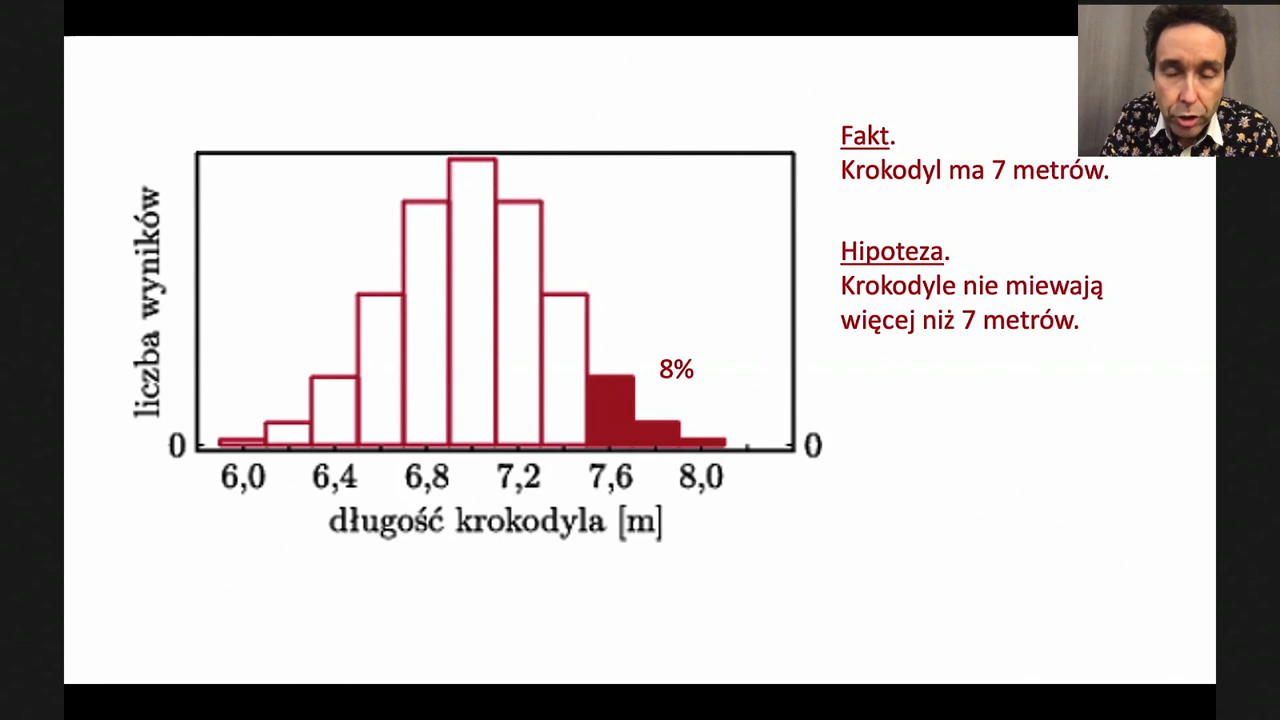 Fakt.
Krokodyl ma 7 metrów.
Hipoteza.
Krokodyle nie miewają
więcej niż 7 metrów.
liczba wyników
8%
0
0
6,0 6,4 6,8 7,2 7,6 8,0
długość krokodyla [m]